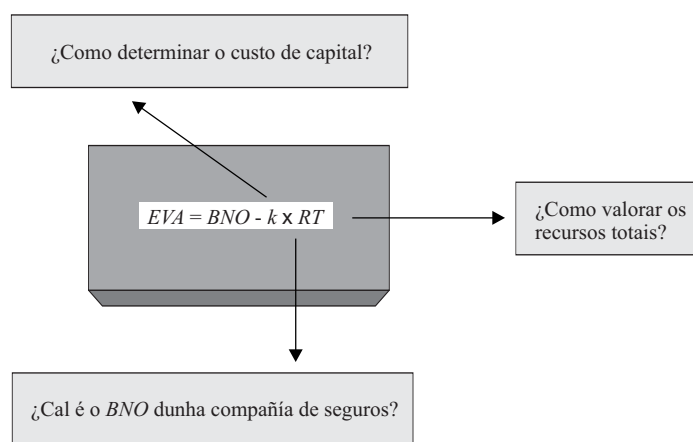 ¿Como determinar o custo de capital?
EVA = BNO - k x RT
¿Como valorar os
recursos totais?
¿Cal é o BNO dunha compañía de seguros?